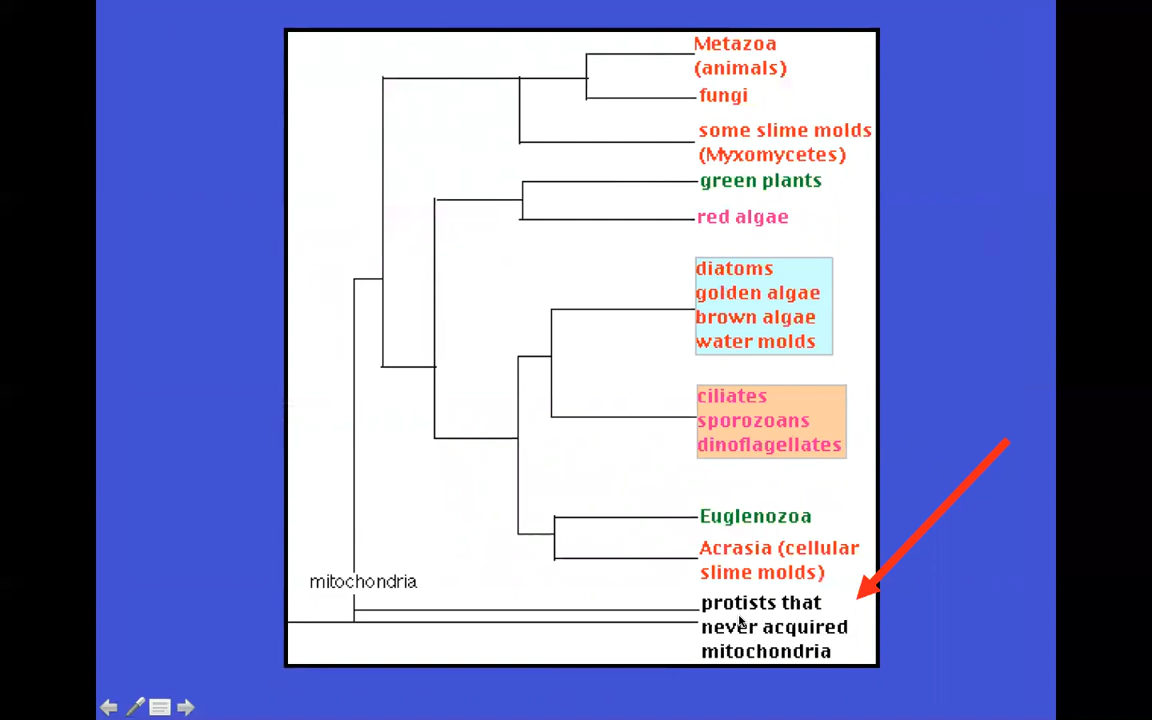 Metazoa
(animals)
fungi
some slime molds
(Myxomycetes)
green plants
red algae
diatoms
golden algae
brown algae
water molds
ciliates
sporozoans
dinoflagellates
Euglenozoa
Acrasia (cellular
slime molds)
mitochondria
protists that
never acquired
mitochondria